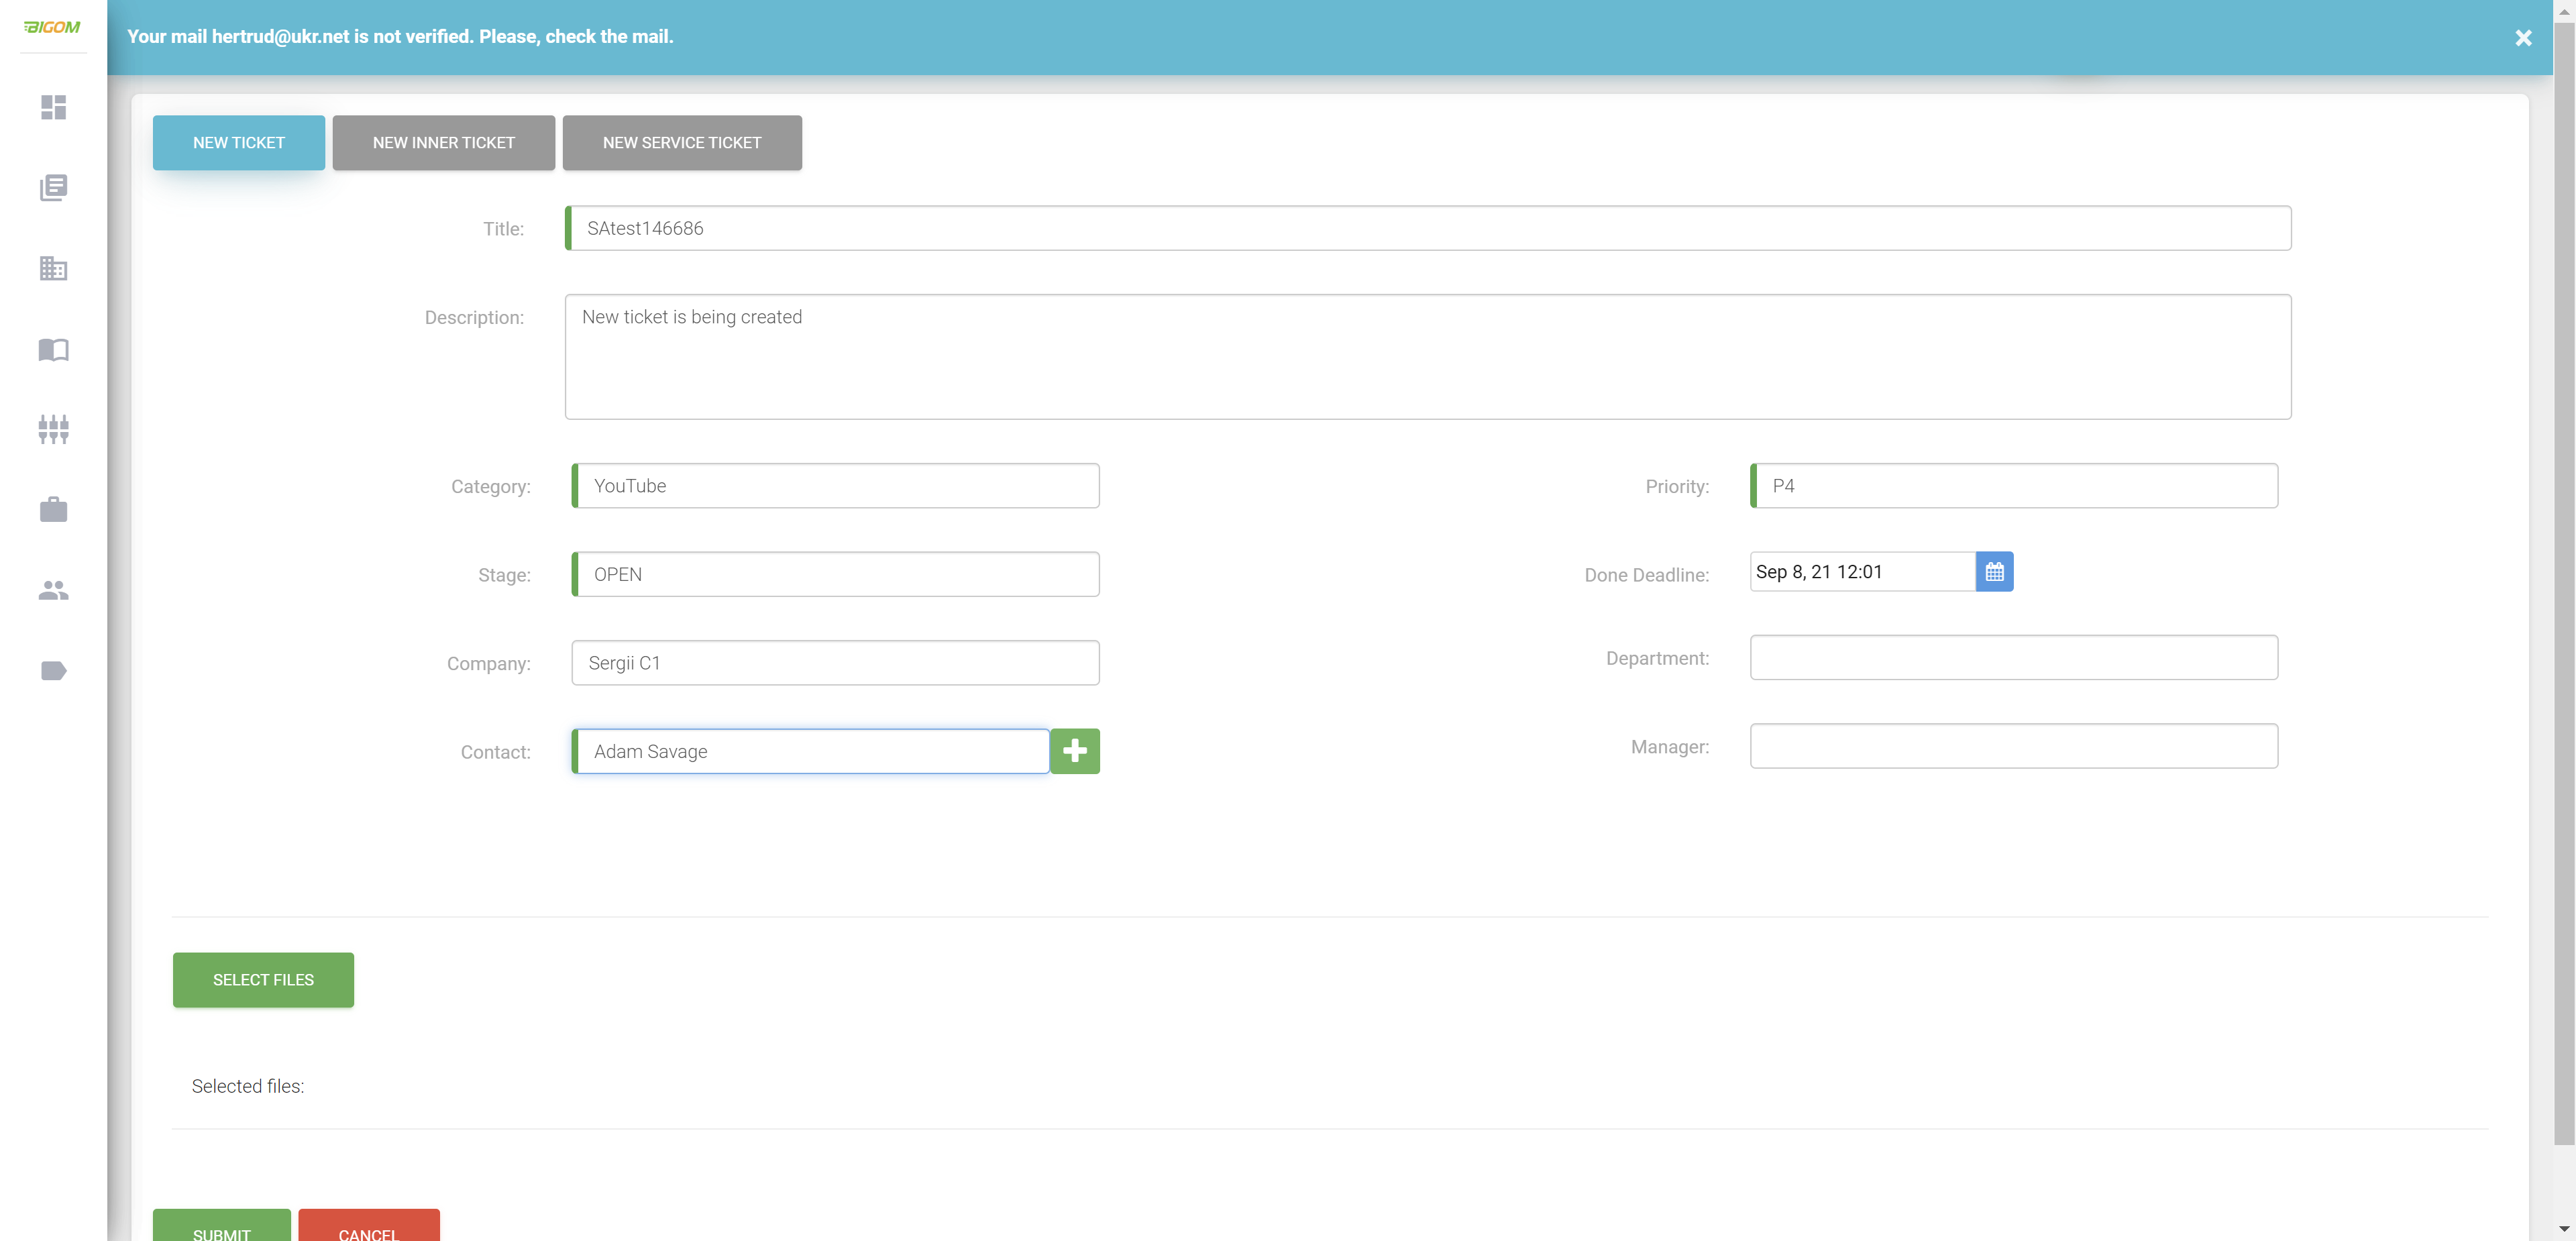 BIGOM
Your mail hertrud@ukr.net is not verified. Please, check the mail.
NEW TICKET
NEW INNER TICKET
NEW SERVICE TICKET
Title:
SAtest146686
Description:
New ticket is being created
Category:
YouTube
Priority:
P4
Stage:
OPEN
Done Deadline:
Sep 8, 21 12:01
Company:
Sergii C1
Department:
Contact:
Adam Savage
Manager:
SELECT FILES
Selected files:
SUBMIT
CANCEL